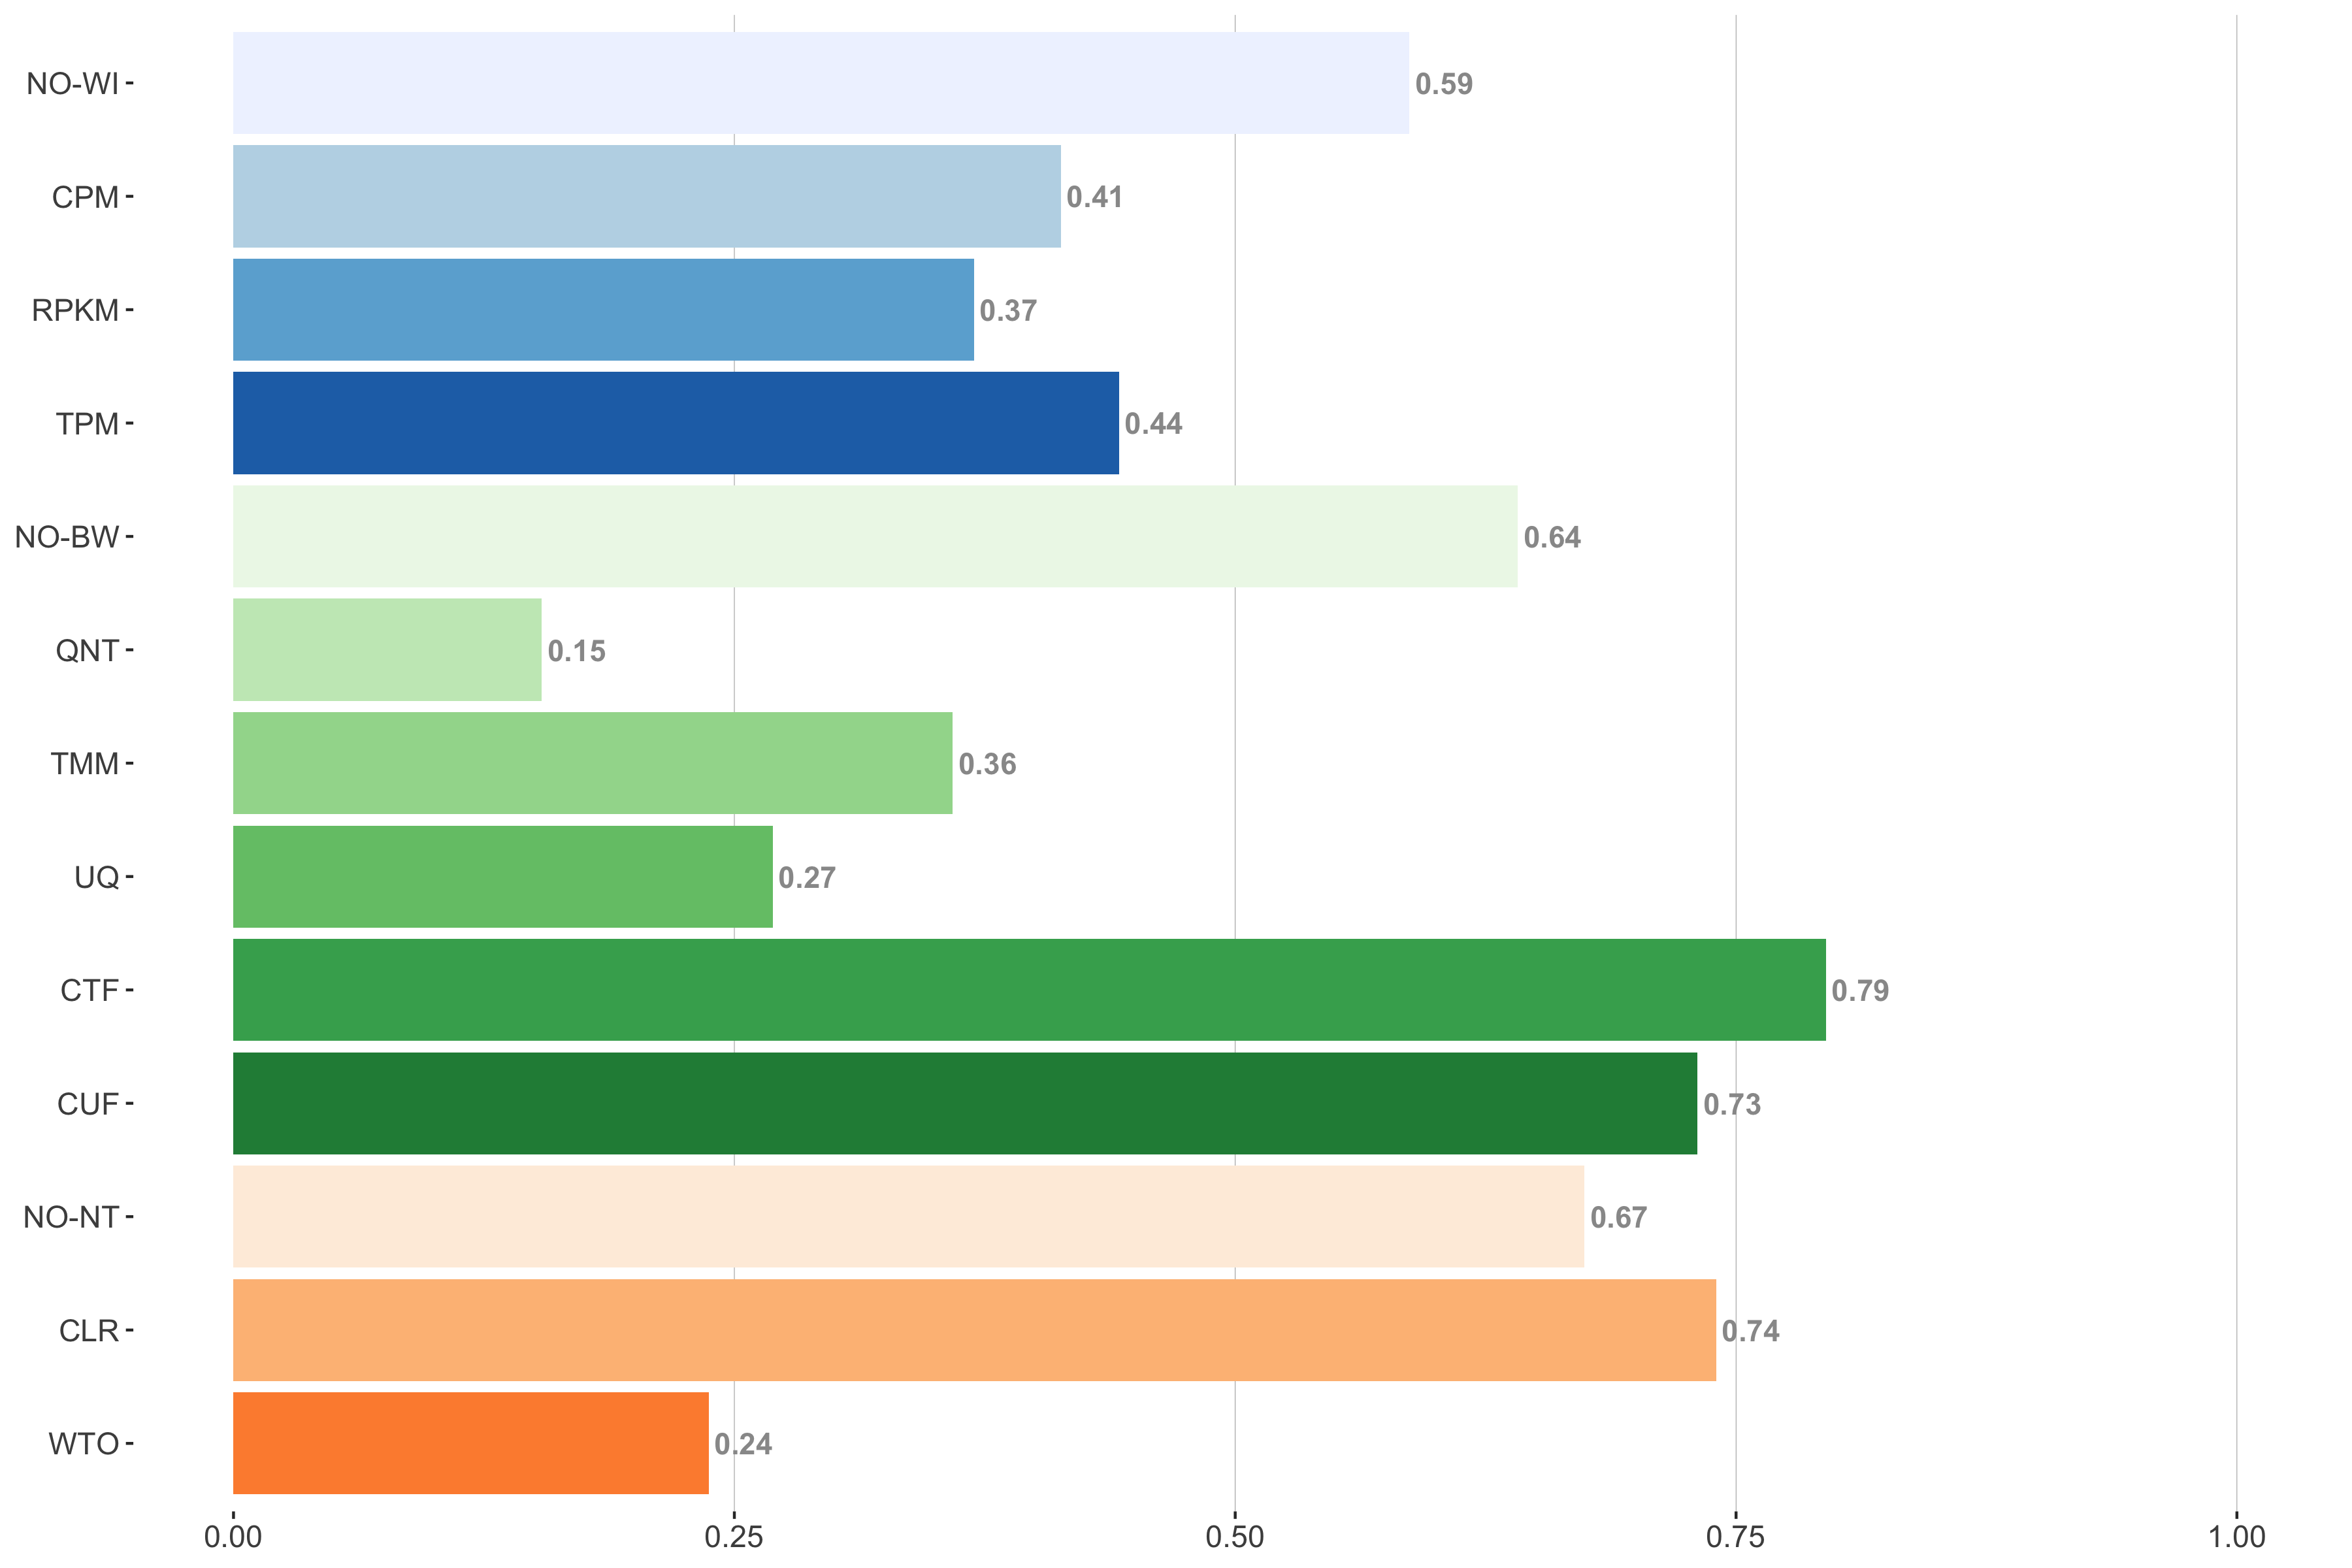 NO-WI 0.59
CPM 0.41
RPKM 0.37
TPM 0.44
NO-BW 0.64
QNT 0.15
TMM 0.36
UQ 0.27
CTF 0.79
CUF 0.73
NO-NT 0.67
CLR 0.74
WTO 0.24
0.00 0.25 0.50 0.75 1.00